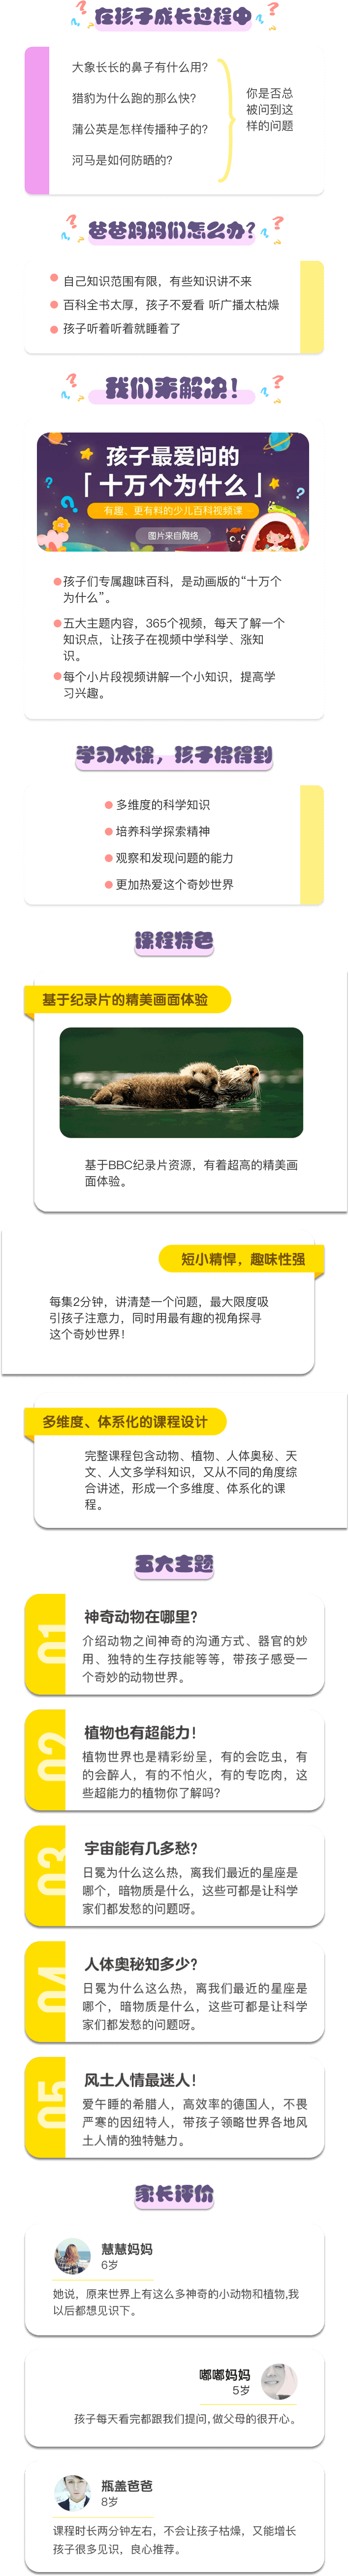 在孩子成长过程中
大象长长的鼻子有什么用?
猎豹为什么跑的那么快?
蒲公英是怎样传播种子的?
河马是如何防晒的?
你是否总
被问到这
样的问题
爸爸妈妈们怎么办?
自己知识范围有限，有些知识讲不来
百科全书太厚，孩子不爱看 听广播太枯燥
孩子听着听着就睡着了
我们来解决!
孩子最爱问的
「十万个为什么」
有趣、更有料的少儿百科视频课
图片来自网络
孩子们专属趣味百科，是动画版的“十万个
为什么”。
五大主题内容，365个视频，每天了解一个
知识点，让孩子在视频中学科学、涨知
识。
每个小片段视频讲解一个小知识，提高学
习兴趣。
学习本课，孩子将得到
多维度的科学知识
培养科学探索精神
观察和发现问题的能力
更加热爱这个奇妙世界
课程特色
基于纪录片的精美画面体验
基于BBC纪录片资源，有着超高的精美画
面体验。
短小精悍，趣味性强
每集2分钟，讲清楚一个问题，最大限度吸
引孩子注意力，同时用最有趣的视角探寻
这个奇妙世界!
多维度、体系化的课程设计
完整课程包含动物、植物、人体奥秘、天
文、人文多学科知识，又从不同的角度综
合讲述，形成一个多维度、体系化的课
程。
五大主题
01
神奇动物在哪里?
介绍动物之间神奇的沟通方式、器官的妙
用、独特的生存技能等等，带孩子感受一
个奇妙的动物世界。
02
植物也有超能力!
植物世界也是精彩纷呈，有的会吃虫，有
的会醉人，有的不怕火，有的专吃肉，这
些超能力的植物你了解吗?
03
宇宙能有几多愁?
日冕为什么这么热，离我们最近的星座是
哪个，暗物质是什么，这些可都是让科学
家们都发愁的问题呀。
04
人体奥秘知多少?
日冕为什么这么热，离我们最近的星座是
哪个，暗物质是什么，这些可都是让科学
家们都发愁的问题呀。
05
风土人情最迷人!
爱午睡的希腊人，高效率的德国人，不畏
严寒的因纽特人，带孩子领略世界各地风
土人情的独特魅力。
家长评价
慧慧妈妈
6岁
她说，原来世界上有这么多神奇的小动物和植物,我
以后都想见识下。
嘟嘟妈妈
5岁
孩子每天看完都跟我们提问,做父母的很开心。
瓶盖爸爸
8岁
课程时长两分钟左右，不会让孩子枯燥，又能增长
孩子很多见识，良心推荐。